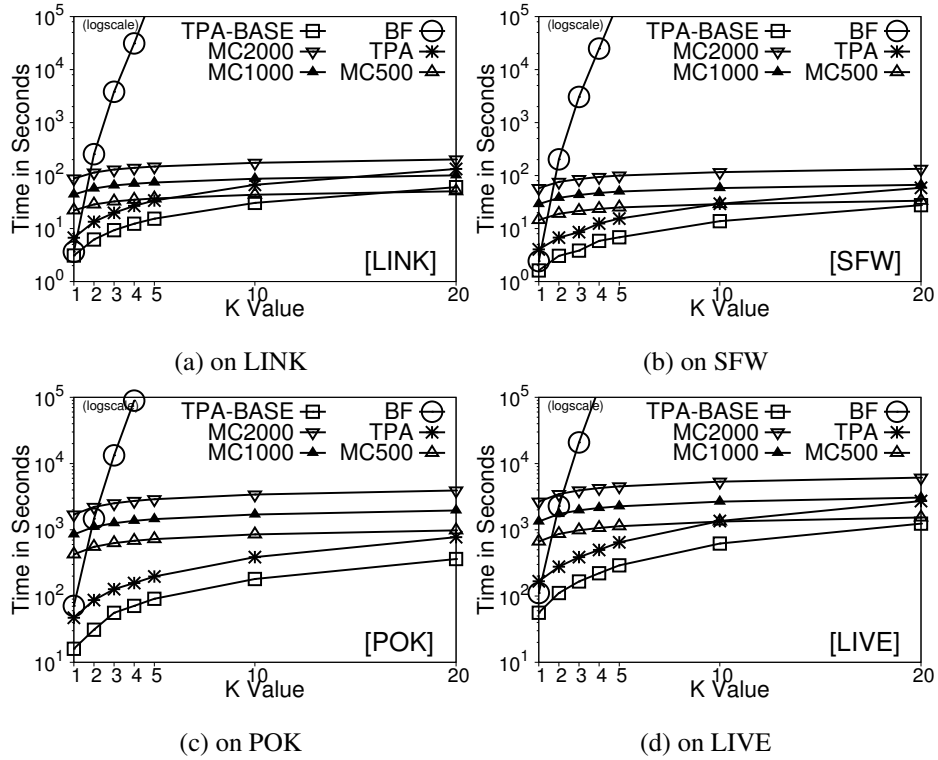 (logscale)
TPA-BASE BF
MC2000 TPA
MC1000 MC500
Time in Seconds
10^5
10^4
10^3
10^2
10^1
10^0
[LINK]
1 2 3 4 5 10 20
K Value
(a) on LINK
(logscale)
TPA-BASE BF
MC2000 TPA
MC1000 MC500
Time in Seconds
10^5
10^4
10^3
10^2
10^1
10^0
[SFW]
1 2 3 4 5 10 20
K Value
(b) on SFW
(logscale)
TPA-BASE BF
MC2000 TPA
MC1000 MC500
Time in Seconds
10^5
10^4
10^3
10^2
10^1
[POK]
1 2 3 4 5 10 20
K Value
(c) on POK
(logscale)
TPA-BASE BF
MC2000 TPA
MC1000 MC500
Time in Seconds
10^5
10^4
10^3
10^2
10^1
[LIVE]
1 2 3 4 5 10 20
K Value
(d) on LIVE